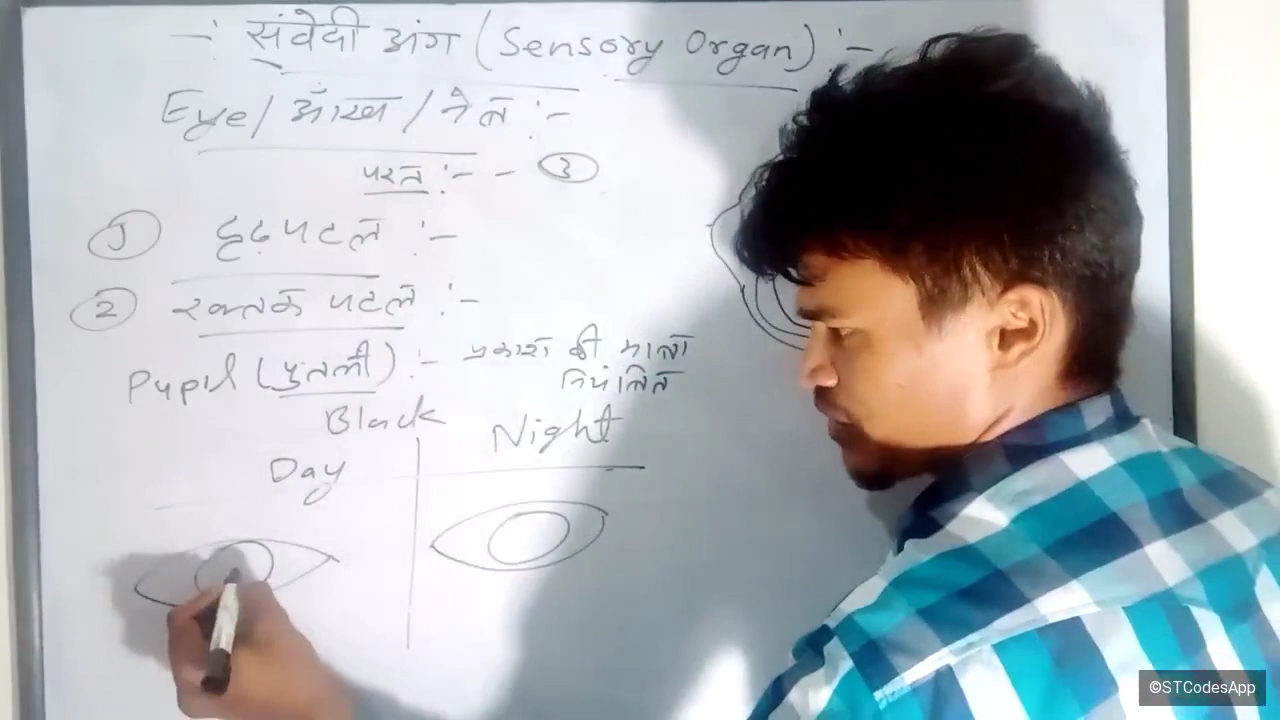 -: संवेदी अंग (Sensory Organ) :-
Eye / आँख / नेत्र :-
परत :- - 3
1 दृढ़पटल :-
2 रक्तक पटल :-
Pupil (पुतली) :- प्रकाश की मात्रा
नियंत्रित
Black
Day
Night
©STCodesApp